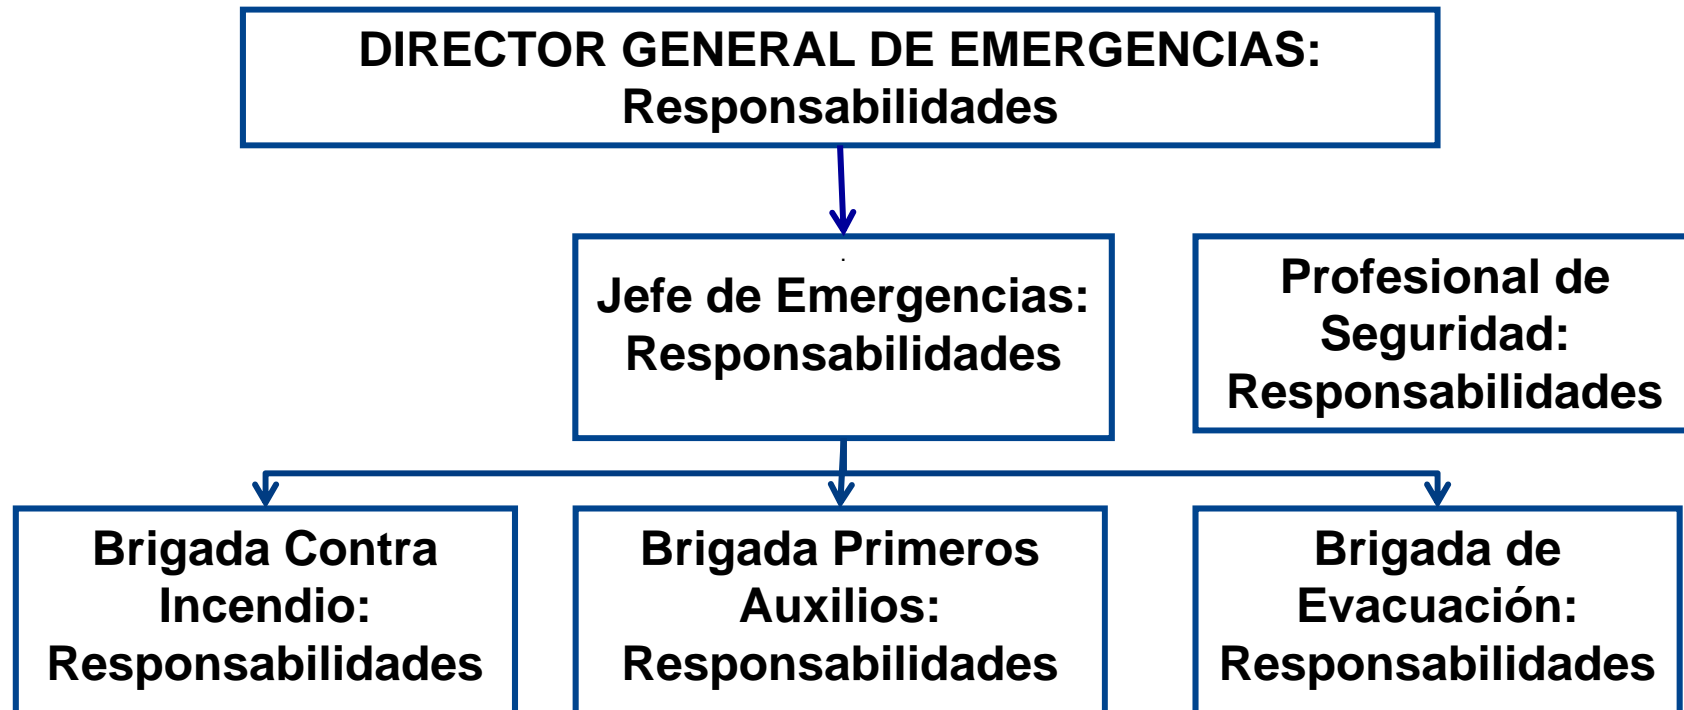 DIRECTOR GENERAL DE EMERGENCIAS:
Responsabilidades
.
Jefe de Emergencias:
Responsabilidades
Profesional de
Seguridad:
Responsabilidades
Brigada Contra
Incendio:
Responsabilidades
Brigada Primeros
Auxilios:
Responsabilidades
Brigada de
Evacuación:
Responsabilidades